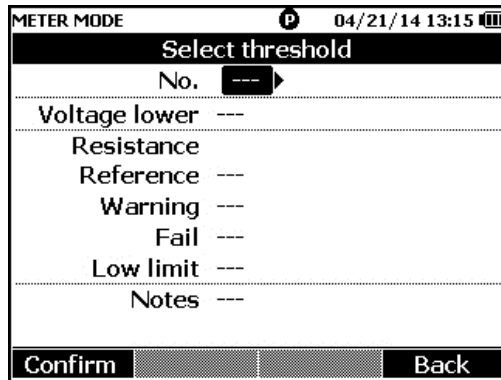 METER MODE P 04/21/14 13:15
Select threshold
No. ---
Voltage lower ---
Resistance
Reference ---
Warning ---
Fail ---
Low limit ---
Notes ---
Confirm Back